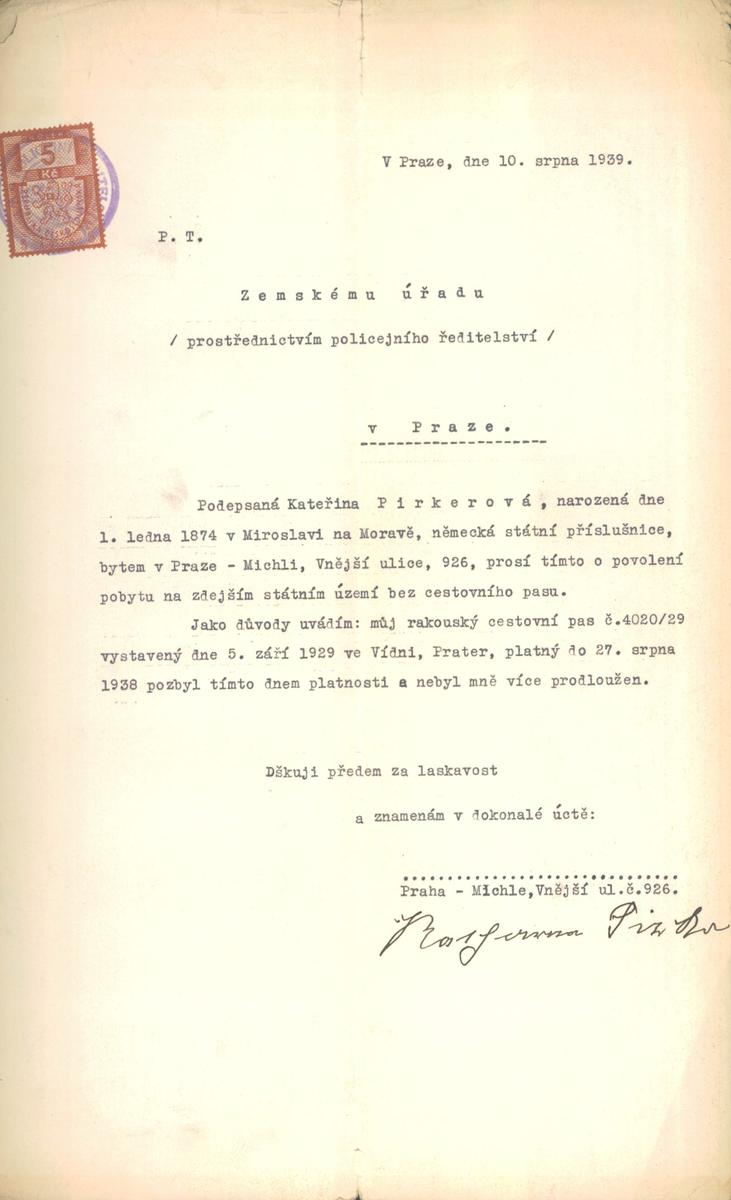 5
Kč
V Praze, dne 10. srpna 1939.
P. T.
Zemskému úřadu
/ prostřednictvím policejního ředitelství /
v Praze.
Podepsaná Kateřina Pirkerová, narozená dne
1. ledna 1874 v Miroslavi na Moravě, německá státní příslušnice,
bytem v Praze - Michli, Vnější ulice, 926, prosí tímto o povolení
pobytu na zdejším státním území bez cestovního pasu.
Jako důvody uvádím: můj rakouský cestovní pas č.4020/29
vystavený dne 5. září 1929 ve Vídni, Prater, platný do 27. srpna
1938 pozbyl tímto dnem platnosti a nebyl mně více prodloužen.
Dškuji předem za laskavost
a znamenám v dokonalé úctě:
Praha - Michle,Vnější ul.č.926.